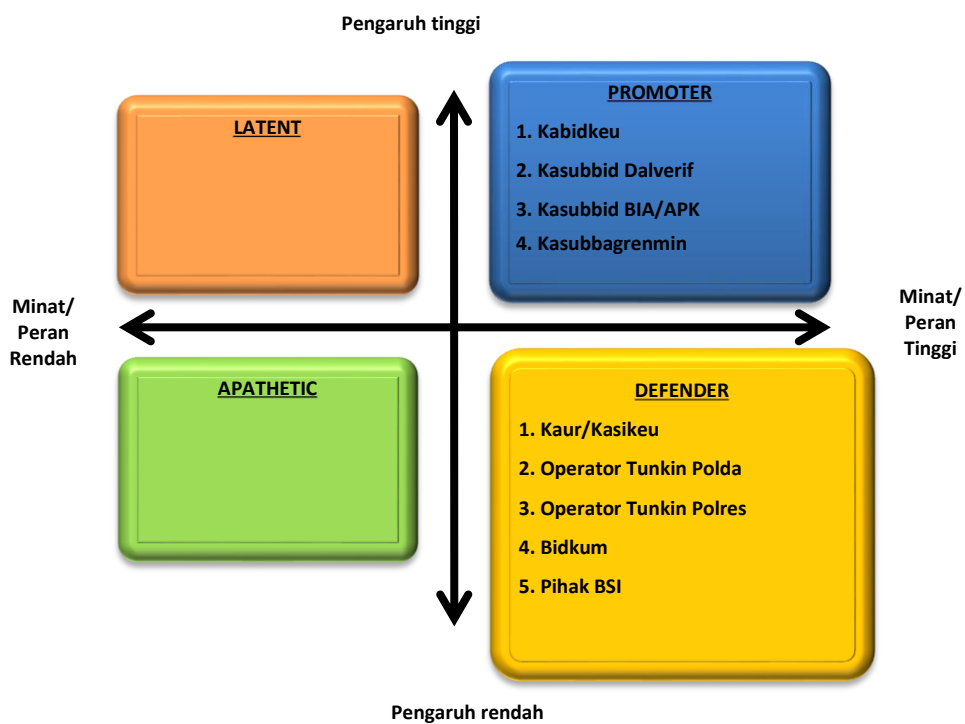 Pengaruh tinggi
LATENT
PROMOTER
1. Kabidkeu
2. Kasubbid Dalverif
3. Kasubbid BIA/APK
4. Kasubbagrenmin
Minat/
Peran
Rendah
Minat/
Peran
Tinggi
APATHETIC
DEFENDER
1. Kaur/Kasikeu
2. Operator Tunkin Polda
3. Operator Tunkin Polres
4. Bidkum
5. Pihak BSI
Pengaruh rendah